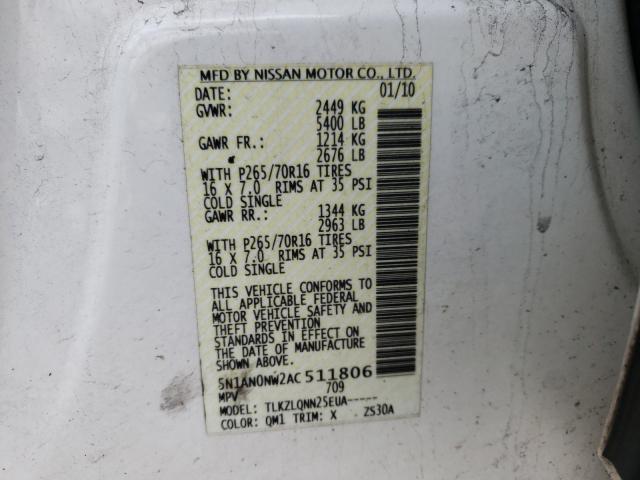 MFD BY NISSAN MOTOR CO., LTD.
DATE: 01/10
GVWR: 2449 KG
5400 LB
GAWR FR.: 1214 KG
2676 LB
WITH P265/70R16 TIRES
16 X 7.0 RIMS AT 35 PSI
COLD SINGLE
GAWR RR.: 1344 KG
2963 LB
WITH P265/70R16 TIRES
16 X 7.0 RIMS AT 35 PSI
COLD SINGLE
THIS VEHICLE CONFORMS TO
ALL APPLICABLE FEDERAL
MOTOR VEHICLE SAFETY AND
THEFT PREVENTION
STANDARDS IN EFFECT ON
THE DATE OF MANUFACTURE
SHOWN ABOVE.
5N1AN0NW2AC511806
MPV 709
MODEL: TLKZLQNN25EUA-----
COLOR: QM1 TRIM: X ZS30A